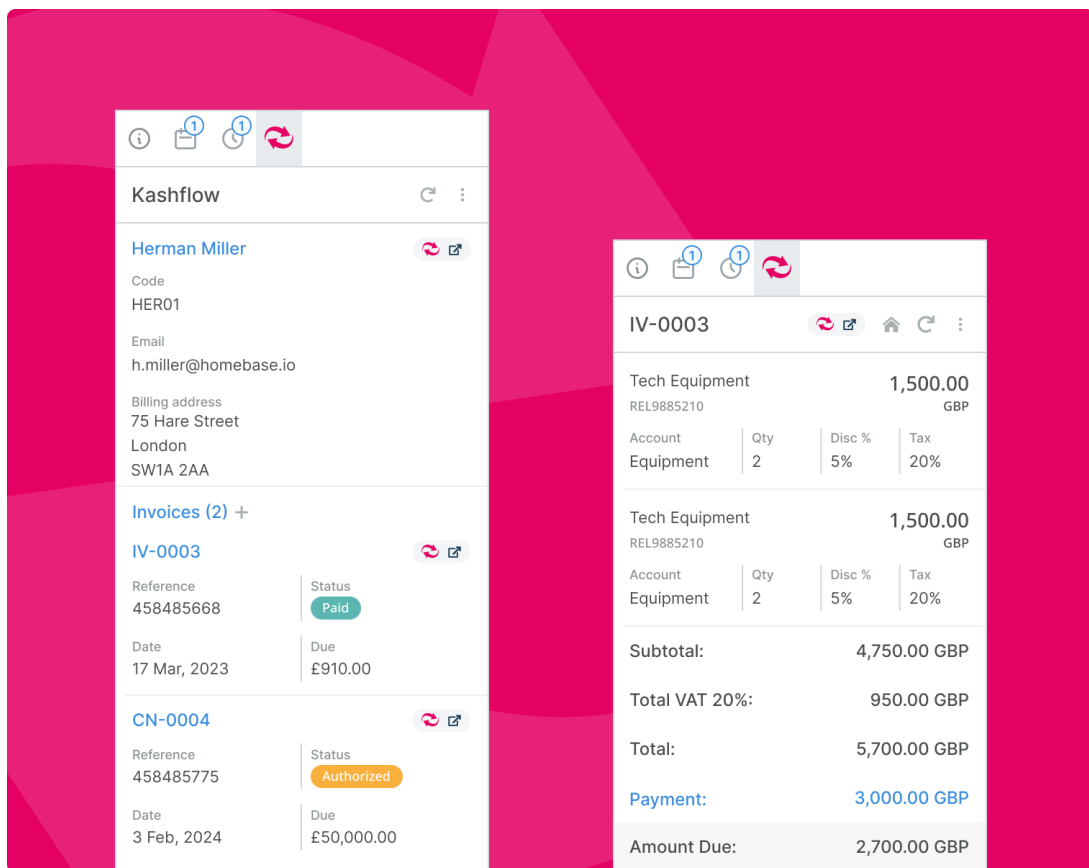 1 1
Kashflow
Herman Miller
Code
HER01
Email
h.miller@homebase.io
Billing address
75 Hare Street
London
SW1A 2AA
Invoices (2) +
IV-0003
Reference Status
458485668 Paid
Date Due
17 Mar, 2023 £910.00
CN-0004
Reference Status
458485775 Authorized
Date Due
3 Feb, 2024 £50,000.00
1 1
IV-0003
Tech Equipment 1,500.00
REL9885210 GBP
Account Qty Disc % Tax
Equipment 2 5% 20%
Tech Equipment 1,500.00
REL9885210 GBP
Account Qty Disc % Tax
Equipment 2 5% 20%
Subtotal: 4,750.00 GBP
Total VAT 20%: 950.00 GBP
Total: 5,700.00 GBP
Payment: 3,000.00 GBP
Amount Due: 2,700.00 GBP